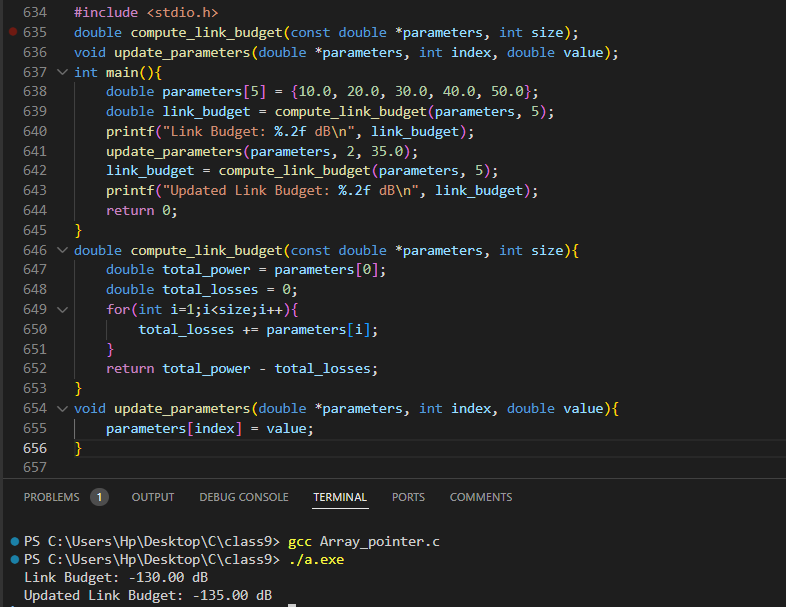 634 #include <stdio.h>
635 double compute_link_budget(const double *parameters, int size);
636 void update_parameters(double *parameters, int index, double value);
637 int main(){
638     double parameters[5] = {10.0, 20.0, 30.0, 40.0, 50.0};
639     double link_budget = compute_link_budget(parameters, 5);
640     printf("Link Budget: %.2f dB\n", link_budget);
641     update_parameters(parameters, 2, 35.0);
642     link_budget = compute_link_budget(parameters, 5);
643     printf("Updated Link Budget: %.2f dB\n", link_budget);
644     return 0;
645 }
646 double compute_link_budget(const double *parameters, int size){
647     double total_power = parameters[0];
648     double total_losses = 0;
649     for(int i=1;i<size;i++){
650         total_losses += parameters[i];
651     }
652     return total_power - total_losses;
653 }
654 void update_parameters(double *parameters, int index, double value){
655     parameters[index] = value;
656 }
657
PROBLEMS 1 OUTPUT DEBUG CONSOLE TERMINAL PORTS COMMENTS
PS C:\Users\Hp\Desktop\C\class9> gcc Array_pointer.c
PS C:\Users\Hp\Desktop\C\class9> ./a.exe
Link Budget: -130.00 dB
Updated Link Budget: -135.00 dB